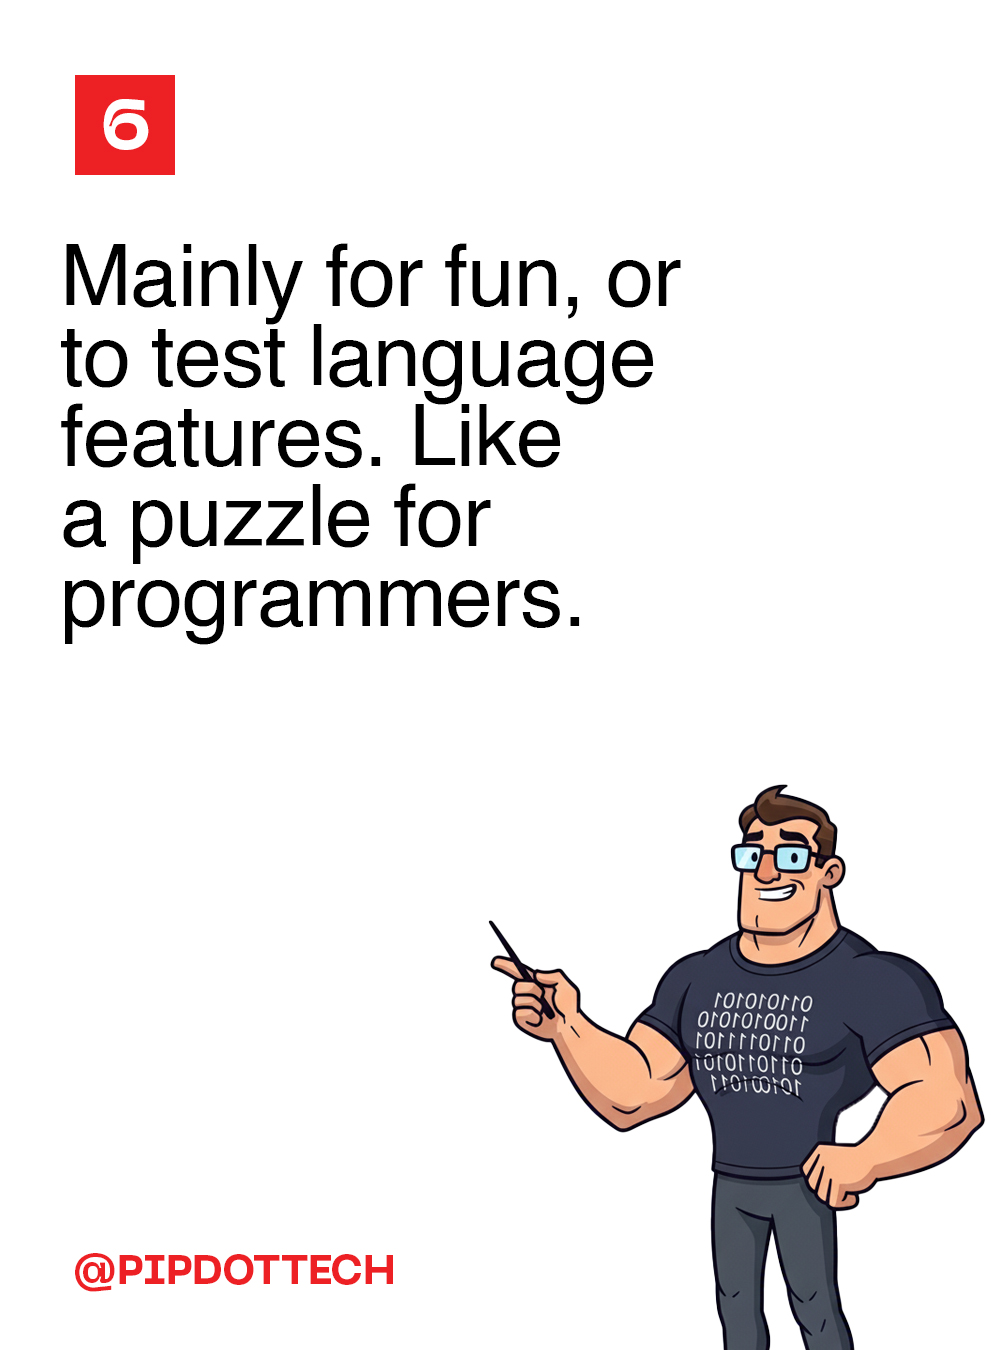 6
Mainly for fun, or
to test language
features. Like
a puzzle for
programmers.
@PIPDOTTECH